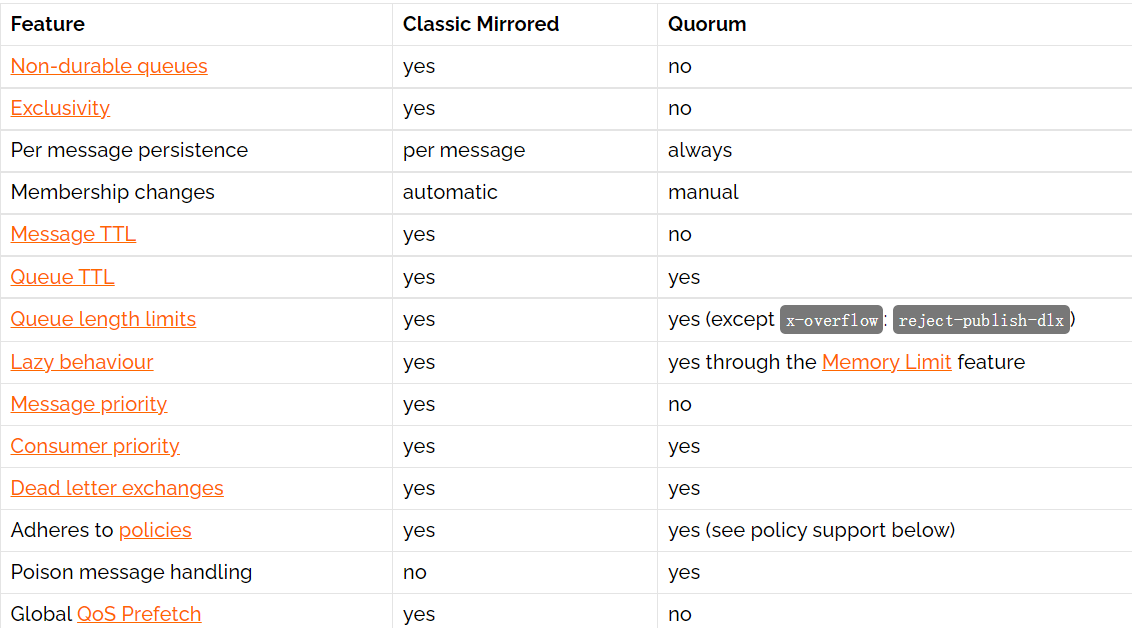 Feature Classic Mirrored Quorum
Non-durable queues yes no
Exclusivity yes no
Per message persistence per message always
Membership changes automatic manual
Message TTL yes no
Queue TTL yes yes
Queue length limits yes yes (except x-overflow: reject-publish-dlx)
Lazy behaviour yes yes through the Memory Limit feature
Message priority yes no
Consumer priority yes yes
Dead letter exchanges yes yes
Adheres to policies yes yes (see policy support below)
Poison message handling no yes
Global QoS Prefetch yes no